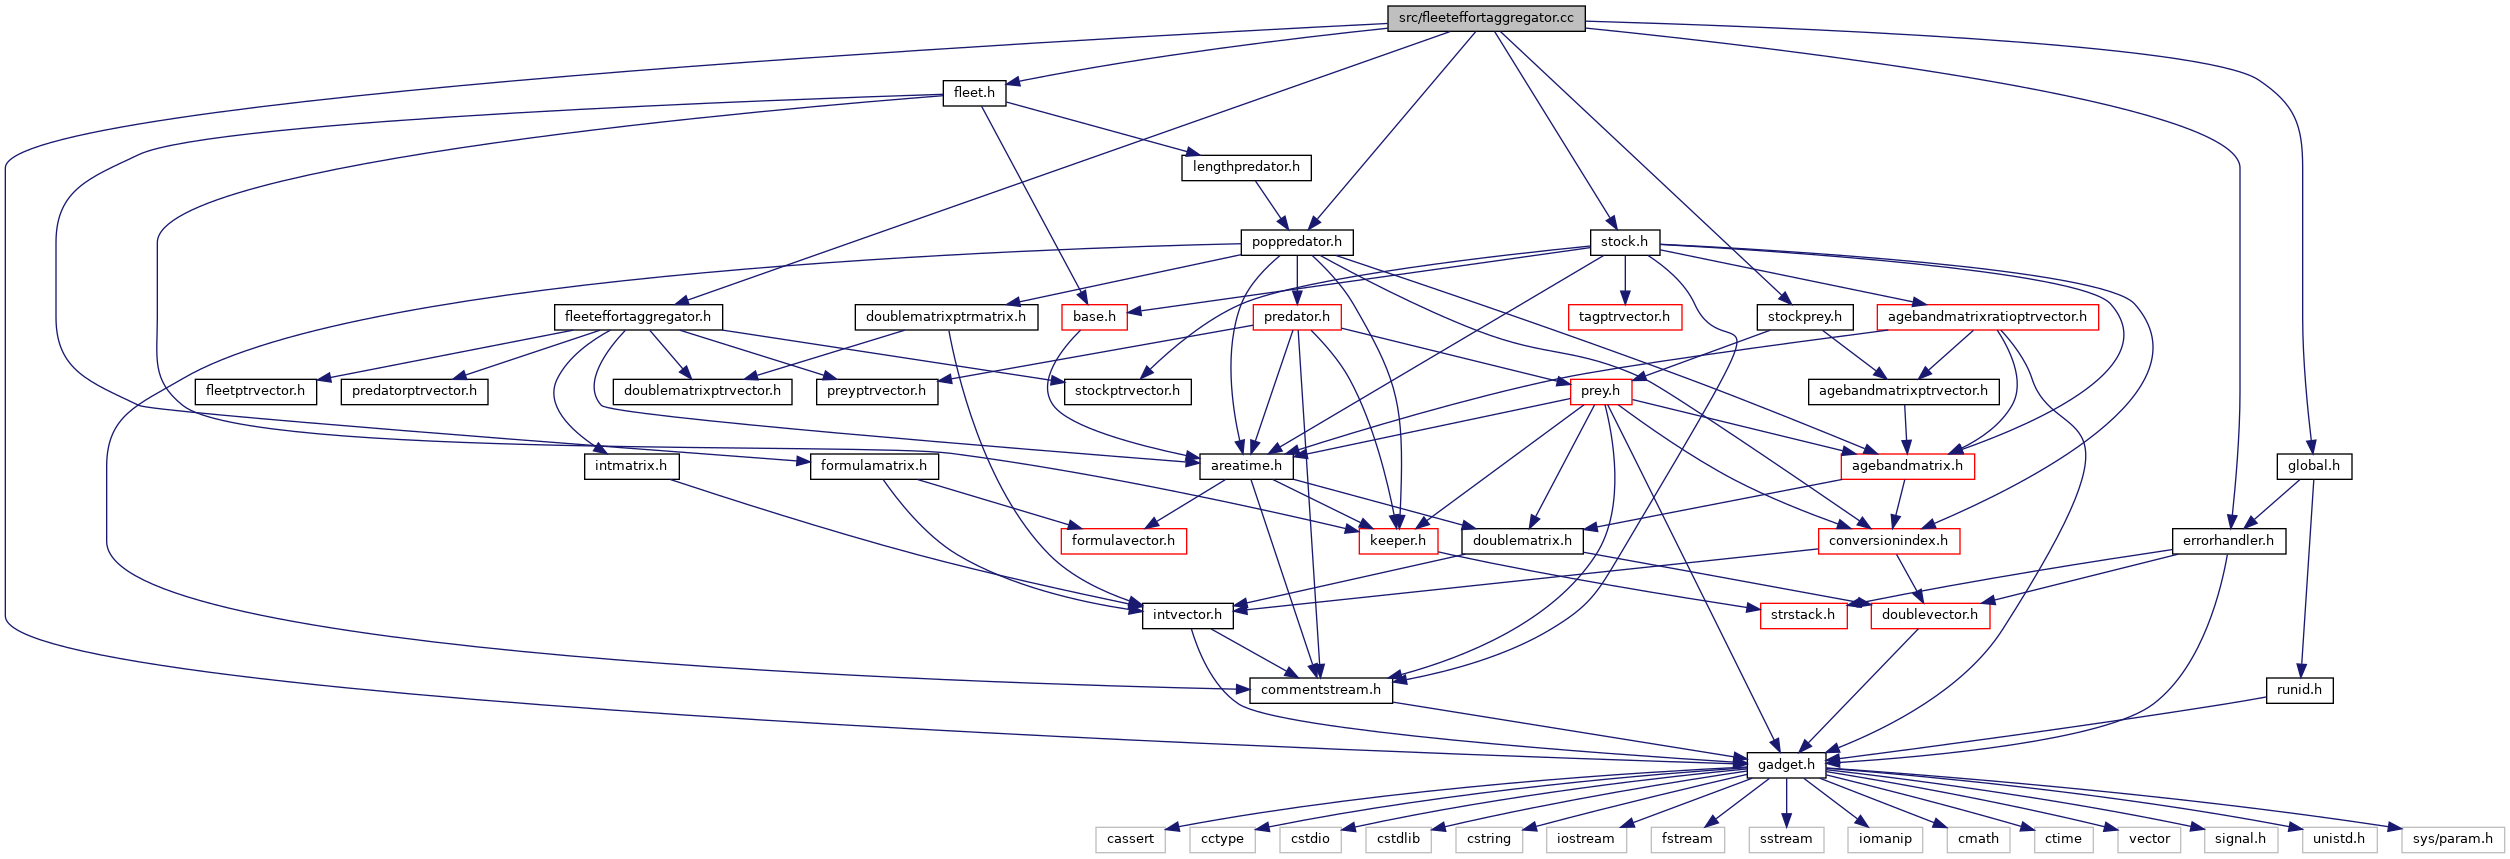 src/fleeteffortaggregator.cc
fleet.h
lengthpredator.h
poppredator.h
stock.h
fleeteffortaggregator.h
doublematrixptrmatrix.h
base.h
predator.h
tagptrvector.h
stockprey.h
agebandmatrixratioptrvector.h
fleetptrvector.h
predatorptrvector.h
doublematrixptrvector.h
preyptrvector.h
stockptrvector.h
prey.h
agebandmatrixptrvector.h
intmatrix.h
formulamatrix.h
areatime.h
agebandmatrix.h
global.h
formulavector.h
keeper.h
doublematrix.h
conversionindex.h
errorhandler.h
intvector.h
strstack.h
doublevector.h
commentstream.h
runid.h
gadget.h
cassert
cctype
cstdio
cstdlib
cstring
iostream
fstream
sstream
iomanip
cmath
ctime
vector
signal.h
unistd.h
sys/param.h